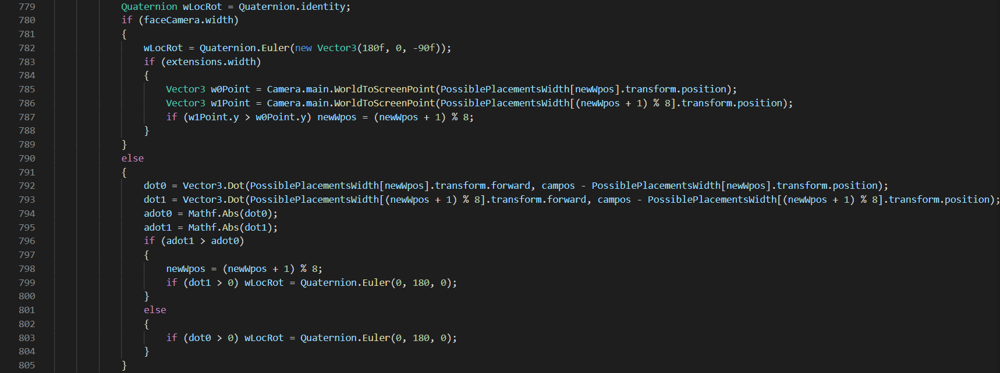 779 Quaternion wLocRot = Quaternion.identity;
780 if (faceCamera.width)
781 {
782 wLocRot = Quaternion.Euler(new Vector3(180f, 0, -90f));
783 if (extensions.width)
784 {
785 Vector3 w0Point = Camera.main.WorldToScreenPoint(PossiblePlacementsWidth[newWpos].transform.position);
786 Vector3 w1Point = Camera.main.WorldToScreenPoint(PossiblePlacementsWidth[(newWpos + 1) % 8].transform.position);
787 if (w1Point.y > w0Point.y) newWpos = (newWpos + 1) % 8;
788 }
789 }
790 else
791 {
792 dot0 = Vector3.Dot(PossiblePlacementsWidth[newWpos].transform.forward, campos - PossiblePlacementsWidth[newWpos].transform.position);
793 dot1 = Vector3.Dot(PossiblePlacementsWidth[(newWpos + 1) % 8].transform.forward, campos - PossiblePlacementsWidth[(newWpos + 1) % 8].transform.position);
794 adot0 = Mathf.Abs(dot0);
795 adot1 = Mathf.Abs(dot1);
796 if (adot1 > adot0)
797 {
798 newWpos = (newWpos + 1) % 8;
799 if (dot1 > 0) wLocRot = Quaternion.Euler(0, 180, 0);
800 }
801 else
802 {
803 if (dot0 > 0) wLocRot = Quaternion.Euler(0, 180, 0);
804 }
805 }